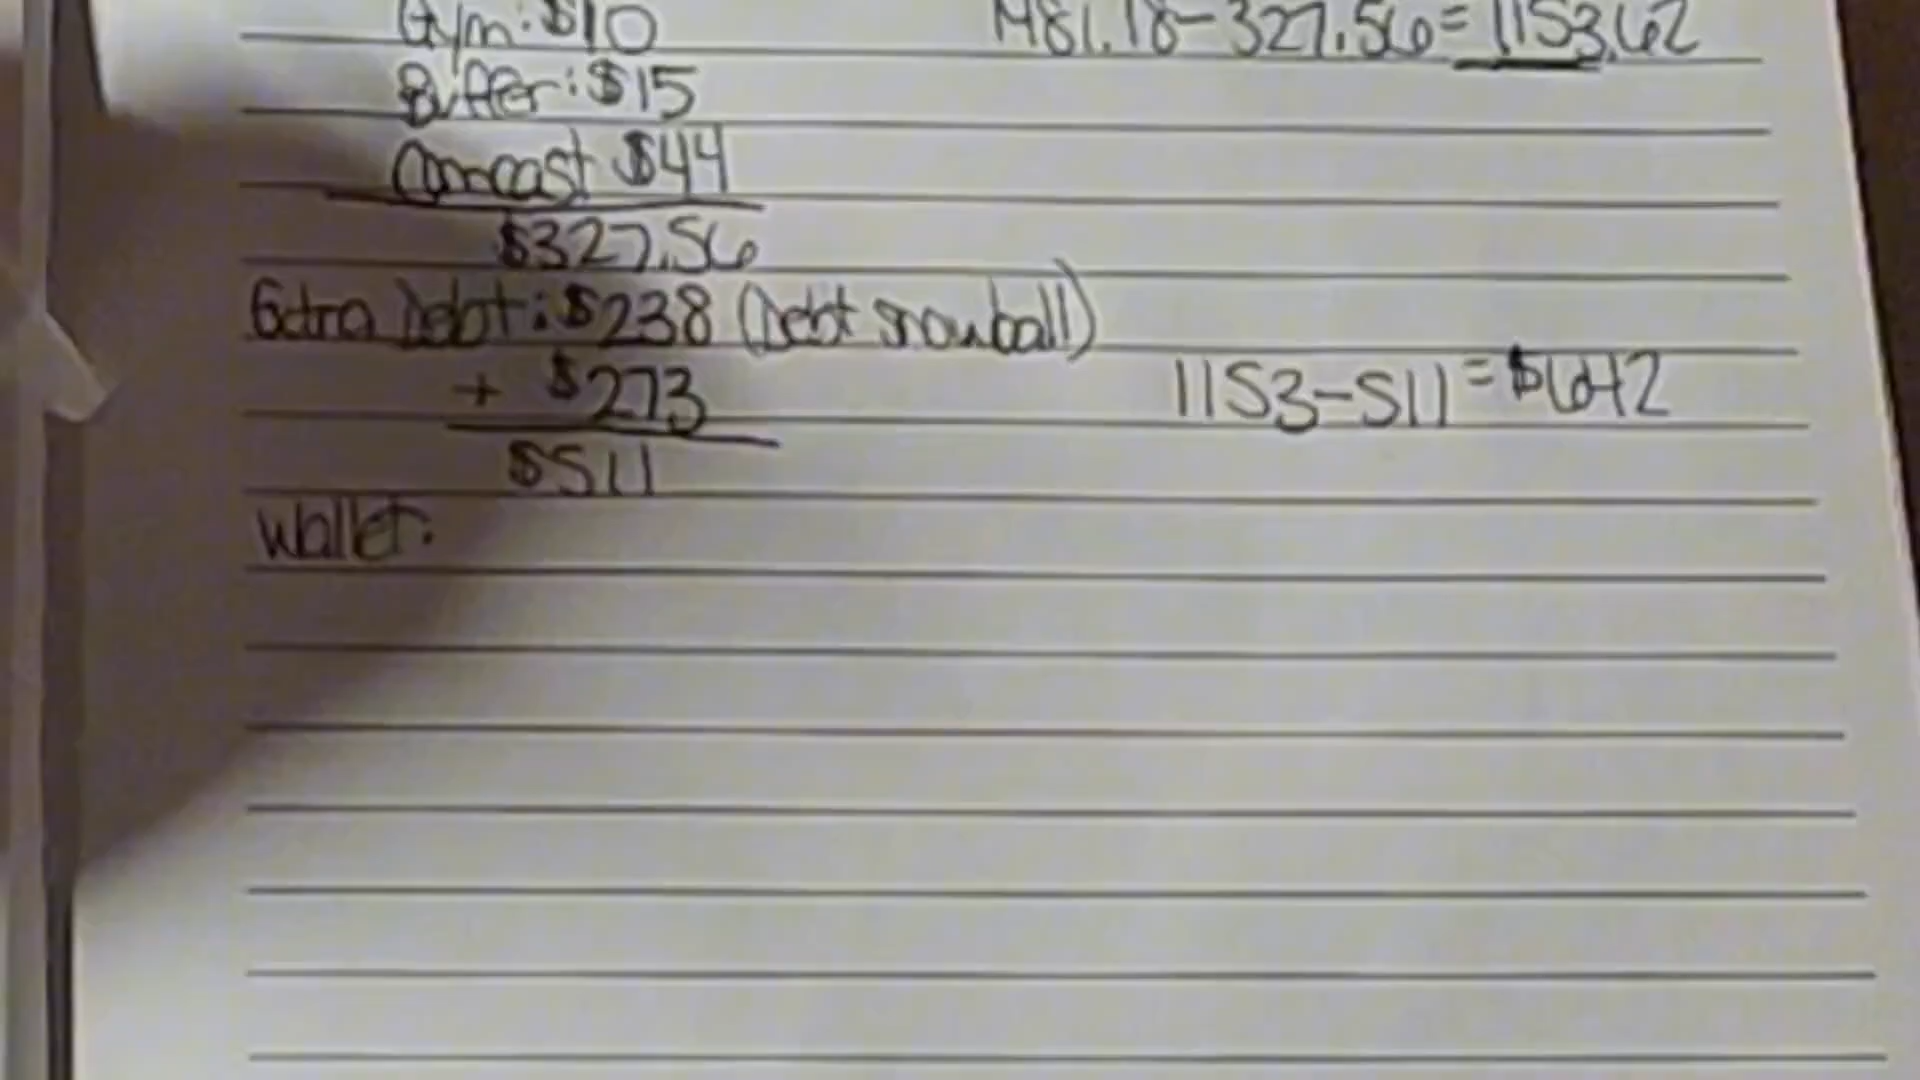 Gym: $10
1481.18-327.56=1153.62
Buffer: $15
Comcast $44
$327.56
Extra Debt: $238 (Debt snowball)
+ $273
1153-511=$642
$511
Wallet: